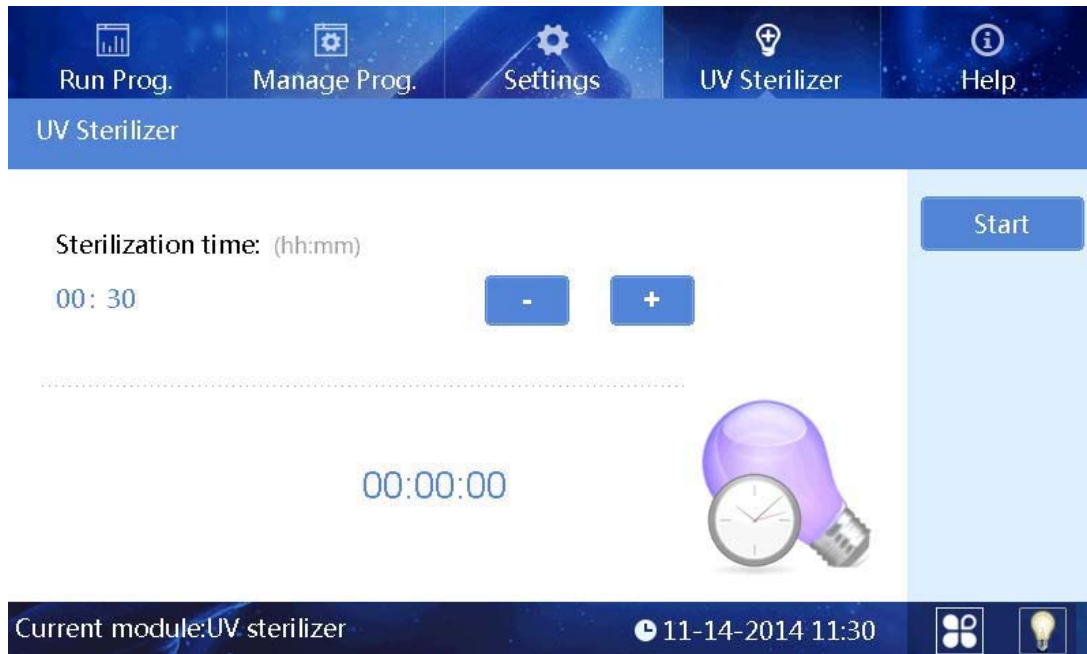 Run Prog. Manage Prog. Settings UV Sterilizer Help
UV Sterilizer
Start
Sterilization time: (hh:mm)
00: 30
- +
00:00:00
Current module:UV sterilizer 11-14-2014 11:30